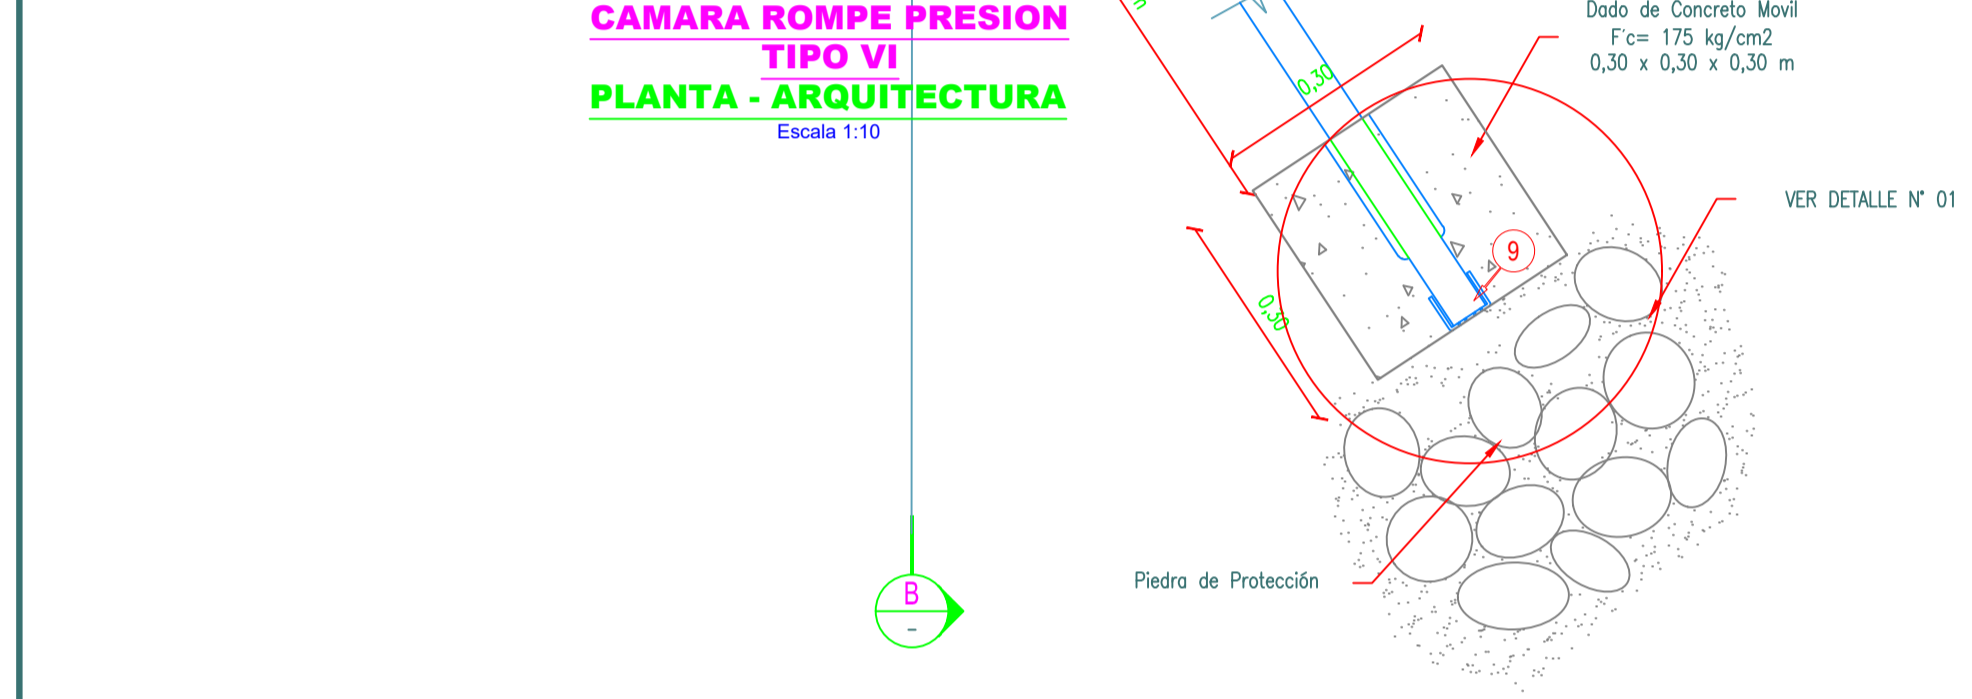 CAMARA ROMPE PRESION
TIPO VI
PLANTA - ARQUITECTURA
Escala 1:10
Dado de Concreto Movil
F'c= 175 kg/cm2
0,30 x 0,30 x 0,30 m
0,30
VER DETALLE N° 01
9
0,30
Piedra de Protección
B
-